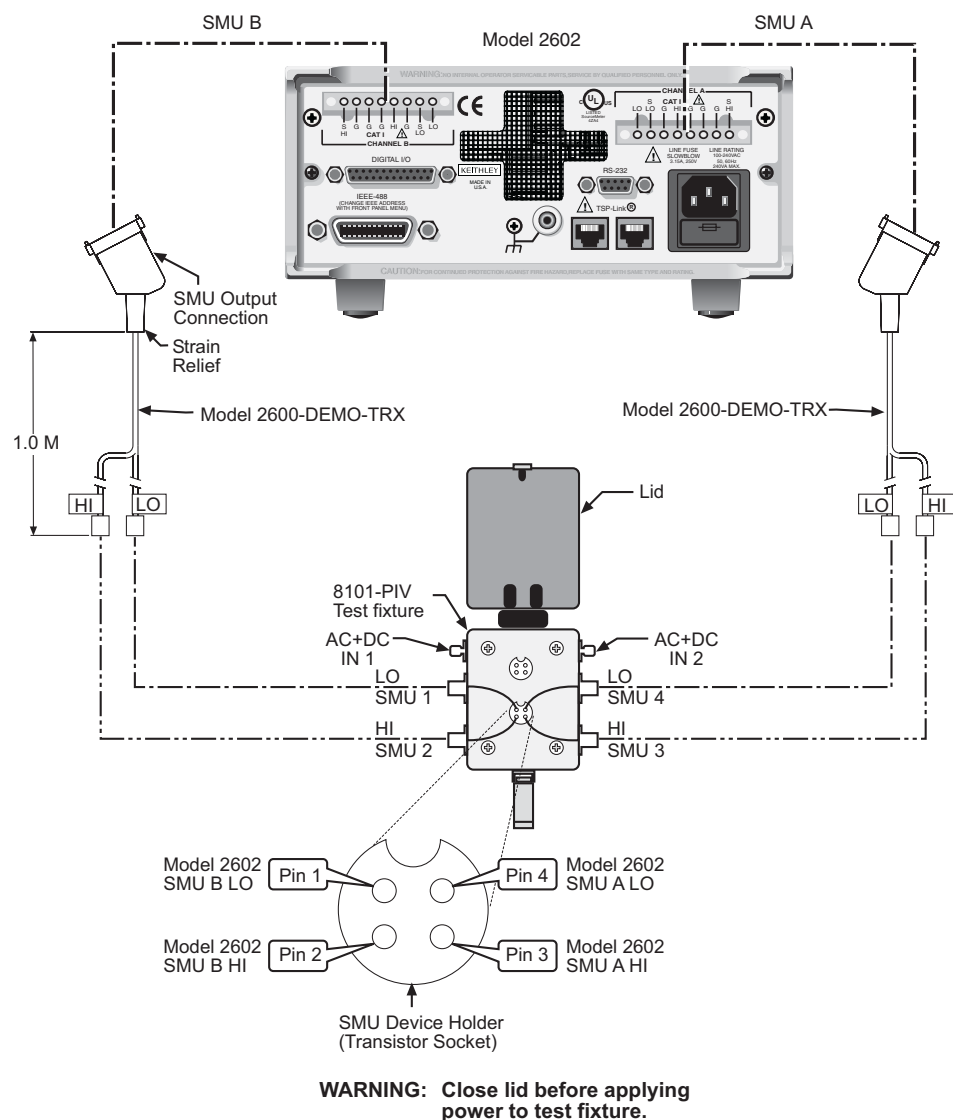 SMU B
SMU A
Model 2602
WARNING: NO INTERNAL OPERATOR SERVICEABLE PARTS, SERVICE BY QUALIFIED PERSONNEL ONLY.
S HI G G G HI G S LO LO
CAT I
CHANNEL B
CE
UL
C US
LISTED
SourceMeter
4Z54
CHANNEL A
CAT I
LO S LO G HI G G G S HI
LINE FUSE
SLOWBLOW
3.15A, 250V
LINE RATING
100-240VAC
50, 60Hz
240VA MAX
DIGITAL I/O
KEITHLEY
MADE IN
U.S.A.
RS-232
IEEE-488
(CHANGE IEEE ADDRESS
WITH FRONT PANEL MENU)
TSP-Link®
CAUTION: FOR CONTINUED PROTECTION AGAINST FIRE HAZARD, REPLACE FUSE WITH SAME TYPE AND RATING.
SMU Output
Connection
Strain
Relief
Model 2600-DEMO-TRX
Model 2600-DEMO-TRX
1.0 M
HI
LO
LO
HI
Lid
8101-PIV
Test fixture
AC+DC
IN 1
AC+DC
IN 2
LO
SMU 1
LO
SMU 4
HI
SMU 2
HI
SMU 3
Model 2602
SMU B LO
Pin 1
Pin 4
Model 2602
SMU A LO
Model 2602
SMU B HI
Pin 2
Pin 3
Model 2602
SMU A HI
SMU Device Holder
(Transistor Socket)
WARNING: Close lid before applying
power to test fixture.